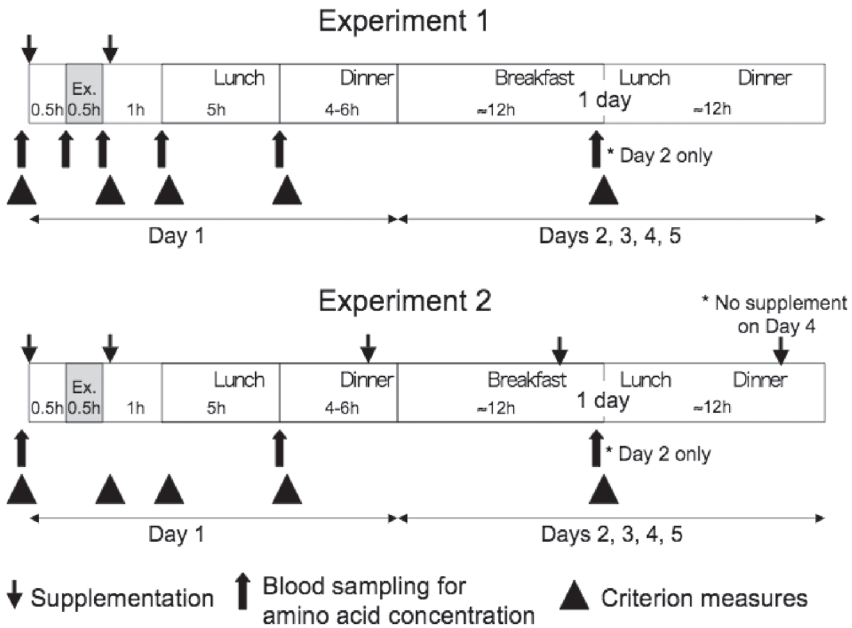 Experiment 1
Lunch Dinner Breakfast Lunch Dinner
Ex.
1 day
0.5h 0.5h 1h 5h 4-6h ≈12h ≈12h
* Day 2 only
Day 1 Days 2, 3, 4, 5
Experiment 2
* No supplement
on Day 4
Lunch Dinner Breakfast Lunch Dinner
Ex.
1 day
0.5h 0.5h 1h 5h 4-6h ≈12h ≈12h
* Day 2 only
Day 1 Days 2, 3, 4, 5
Supplementation
Blood sampling for
amino acid concentration
Criterion measures